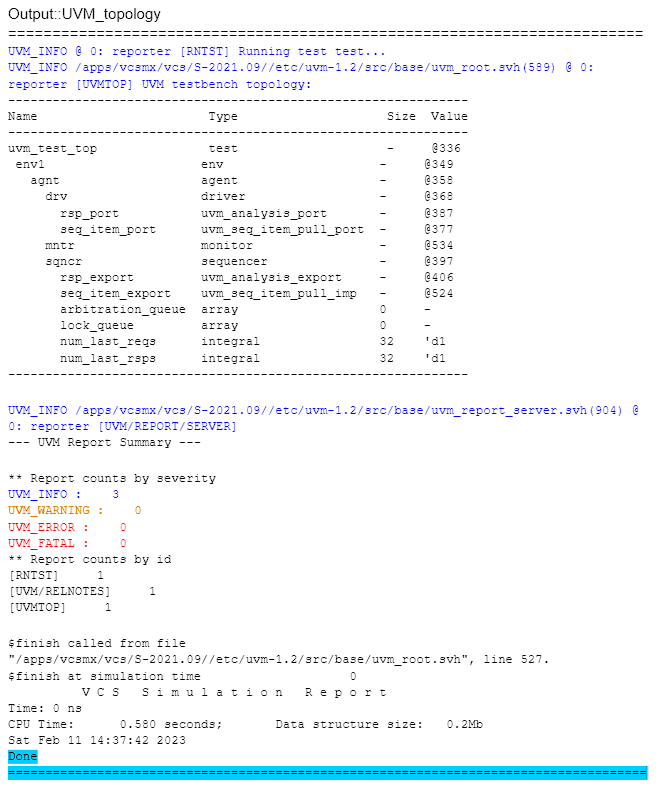 Output::UVM_topology
=========================================================================
UVM_INFO @ 0: reporter [RNTST] Running test test...
UVM_INFO /apps/vcsmx/vcs/S-2021.09//etc/uvm-1.2/src/base/uvm_root.svh(589) @ 0:
reporter [UVMTOP] UVM testbench topology:
--------------------------------------------------------------
Name                       Type                    Size  Value
--------------------------------------------------------------
uvm_test_top               test                    -     @336
 env1                     env                     -     @349
   agnt                   agent                   -     @358
     drv                  driver                  -     @368
       rsp_port           uvm_analysis_port       -     @387
       seq_item_port      uvm_seq_item_pull_port  -     @377
     mntr                 monitor                 -     @534
     sqncr                sequencer               -     @397
       rsp_export         uvm_analysis_export     -     @406
       seq_item_export    uvm_seq_item_pull_imp   -     @524
       arbitration_queue  array                   0     -
       lock_queue         array                   0     -
       num_last_reqs      integral                32    'd1
       num_last_rsps      integral                32    'd1
--------------------------------------------------------------
UVM_INFO /apps/vcsmx/vcs/S-2021.09//etc/uvm-1.2/src/base/uvm_report_server.svh(904) @
0: reporter [UVM/REPORT/SERVER]
--- UVM Report Summary ---
** Report counts by severity
UVM_INFO :    3
UVM_WARNING :    0
UVM_ERROR :    0
UVM_FATAL :    0
** Report counts by id
[RNTST]     1
[UVM/RELNOTES]     1
[UVMTOP]     1
$finish called from file
"/apps/vcsmx/vcs/S-2021.09//etc/uvm-1.2/src/base/uvm_root.svh", line 527.
$finish at simulation time                    0
          V C S   S i m u l a t i o n   R e p o r t
Time: 0 ns
CPU Time:      0.580 seconds;       Data structure size:   0.2Mb
Sat Feb 11 14:37:42 2023
Done
======================================================================================